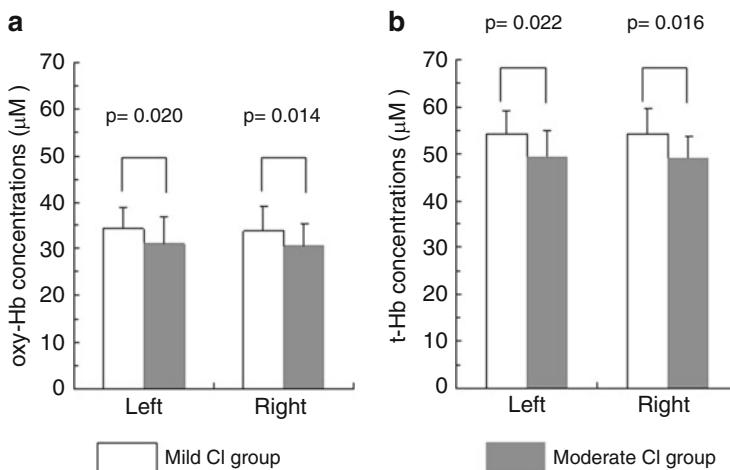 a
oxy-Hb concentrations (μM )
70
60
50
40
30
20
10
0
p= 0.020
p= 0.014
Left
Right
b
t-Hb concentrations (μM )
70
60
50
40
30
20
10
0
p= 0.022
p= 0.016
Left
Right
Mild Cl group
Moderate Cl group